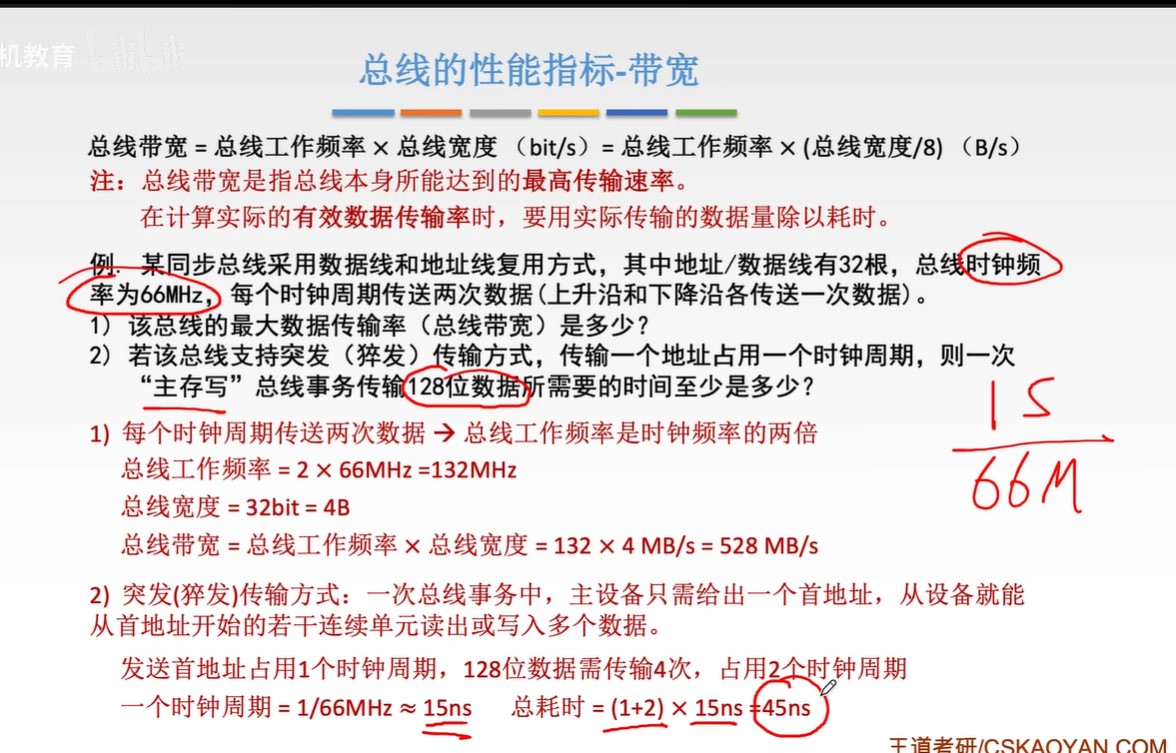 机教育
总线的性能指标-带宽
总线带宽 = 总线工作频率 × 总线宽度 （bit/s）= 总线工作频率 × (总线宽度/8) （B/s）
注：总线带宽是指总线本身所能达到的最高传输速率。
在计算实际的有效数据传输率时，要用实际传输的数据量除以耗时。
例. 某同步总线采用数据线和地址线复用方式，其中地址/数据线有32根，总线时钟频
率为66MHz，每个时钟周期传送两次数据(上升沿和下降沿各传送一次数据)。
1) 该总线的最大数据传输率（总线带宽）是多少？
2) 若该总线支持突发（猝发）传输方式，传输一个地址占用一个时钟周期，则一次
“主存写”总线事务传输128位数据所需要的时间至少是多少？
1S
66M
1) 每个时钟周期传送两次数据 → 总线工作频率是时钟频率的两倍
总线工作频率 = 2 × 66MHz =132MHz
总线宽度 = 32bit = 4B
总线带宽 = 总线工作频率 × 总线宽度 = 132 × 4 MB/s = 528 MB/s
2) 突发(猝发)传输方式：一次总线事务中，主设备只需给出一个首地址，从设备就能
从首地址开始的若干连续单元读出或写入多个数据。
发送首地址占用1个时钟周期，128位数据需传输4次，占用2个时钟周期
一个时钟周期 = 1/66MHz ≈ 15ns 总耗时 = (1+2) × 15ns =45ns
王道考研/CSKAOYAN.COM